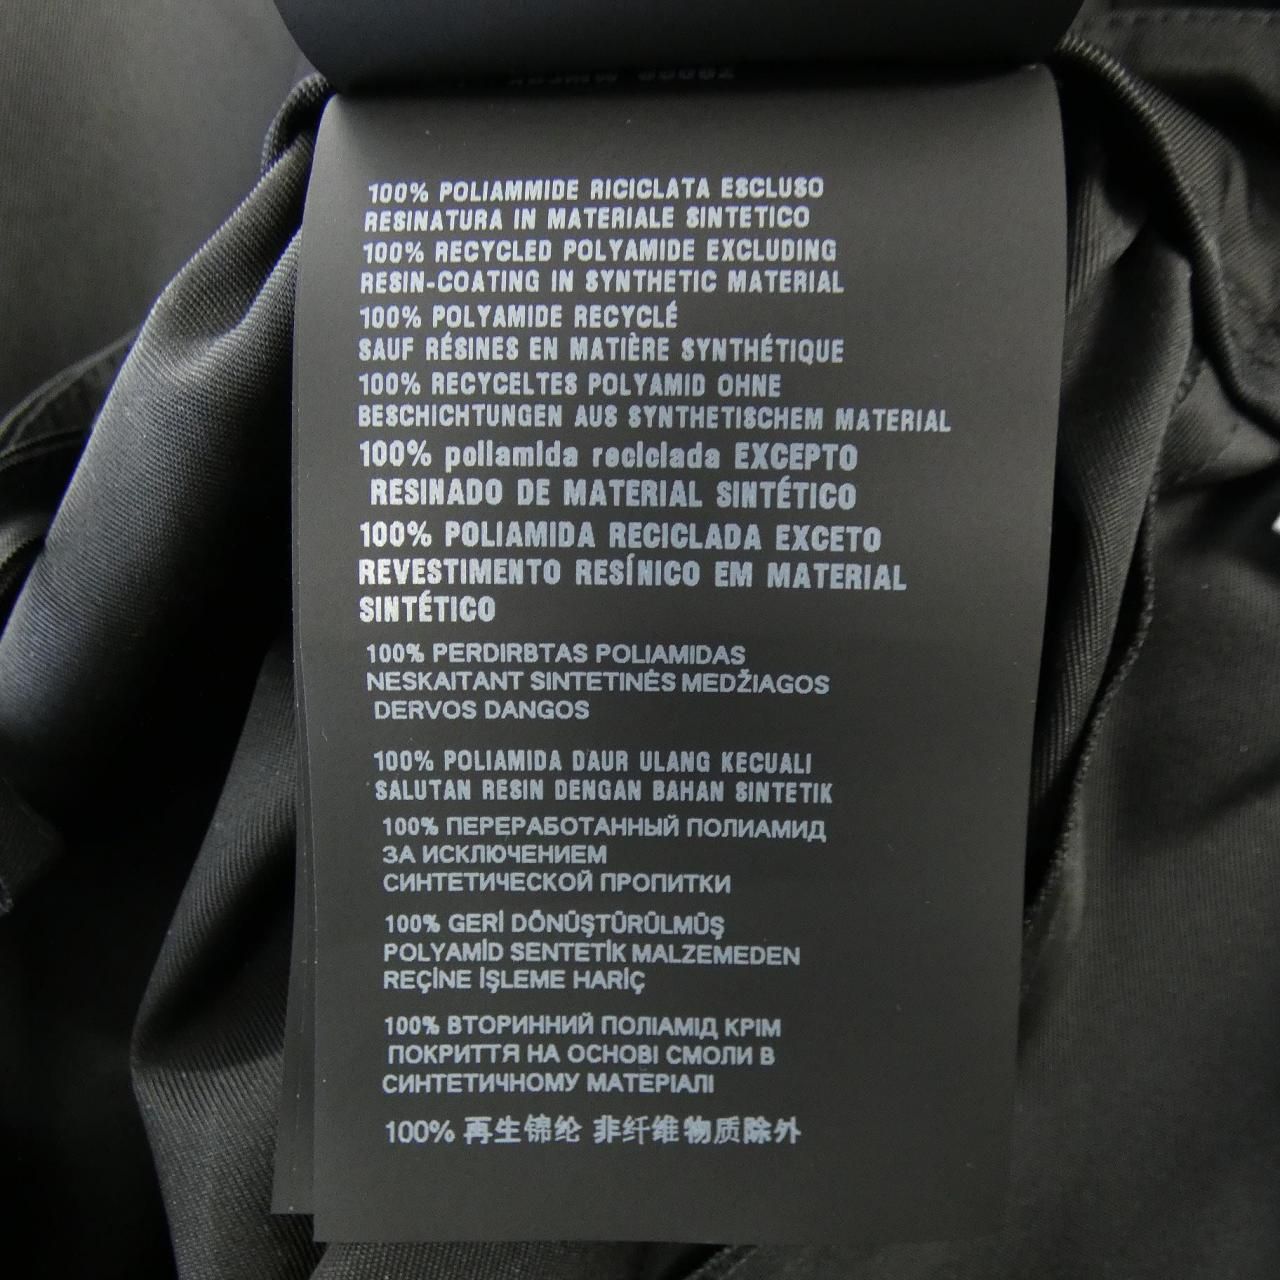 100% POLIAMMIDE RICICLATA ESCLUSO
RESINATURA IN MATERIALE SINTETICO
100% RECYCLED POLYAMIDE EXCLUDING
RESIN-COATING IN SYNTHETIC MATERIAL
100% POLYAMIDE RECYCLÉ
SAUF RÉSINES EN MATIÈRE SYNTHÉTIQUE
100% RECYCELTES POLYAMID OHNE
BESCHICHTUNGEN AUS SYNTHETISCHEM MATERIAL
100% poliamida reciclada EXCEPTO
RESINADO DE MATERIAL SINTÉTICO
100% POLIAMIDA RECICLADA EXCETO
REVESTIMENTO RESÍNICO EM MATERIAL
SINTÉTICO
100% PERDIRBTAS POLIAMIDAS
NESKAITANT SINTETINĖS MEDŽIAGOS
DERVOS DANGOS
100% POLIAMIDA DAUR ULANG KECUALI
SALUTAN RESIN DENGAN BAHAN SINTETIK
100% ПЕРЕРАБОТАННЫЙ ПОЛИАМИД
ЗА ИСКЛЮЧЕНИЕМ
СИНТЕТИЧЕСКОЙ ПРОПИТКИ
100% GERİ DÖNÜŞTÜRÜLMÜŞ
POLYAMİD SENTETİK MALZEMEDEN
REÇİNE İŞLEME HARİÇ
100% ВТОРИННИЙ ПОЛІАМІД КРІМ
ПОКРИТТЯ НА ОСНОВІ СМОЛИ В
СИНТЕТИЧНОМУ МАТЕРІАЛІ
100% 再生锦纶 非纤维物质除外